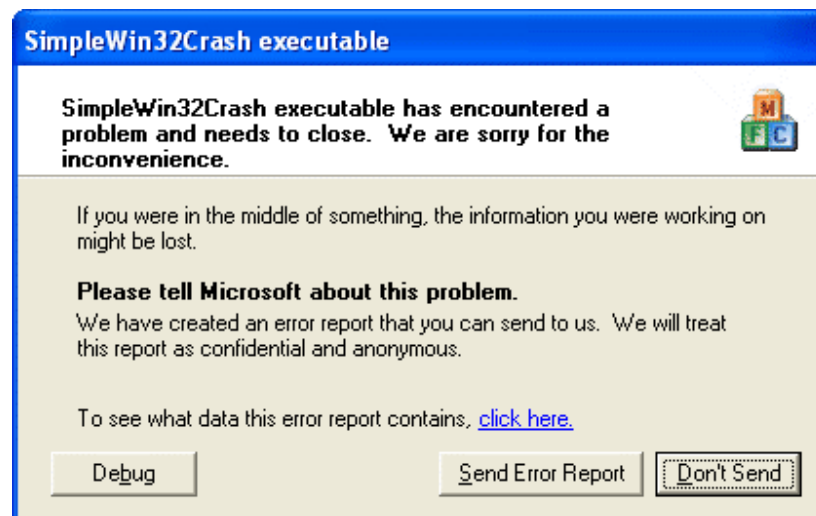 SimpleWin32Crash executable
SimpleWin32Crash executable has encountered a
problem and needs to close.  We are sorry for the
inconvenience.
M
F C
If you were in the middle of something, the information you were working on
might be lost.
Please tell Microsoft about this problem.
We have created an error report that you can send to us.  We will treat
this report as confidential and anonymous.
To see what data this error report contains, click here.
Debug
Send Error Report
Don't Send